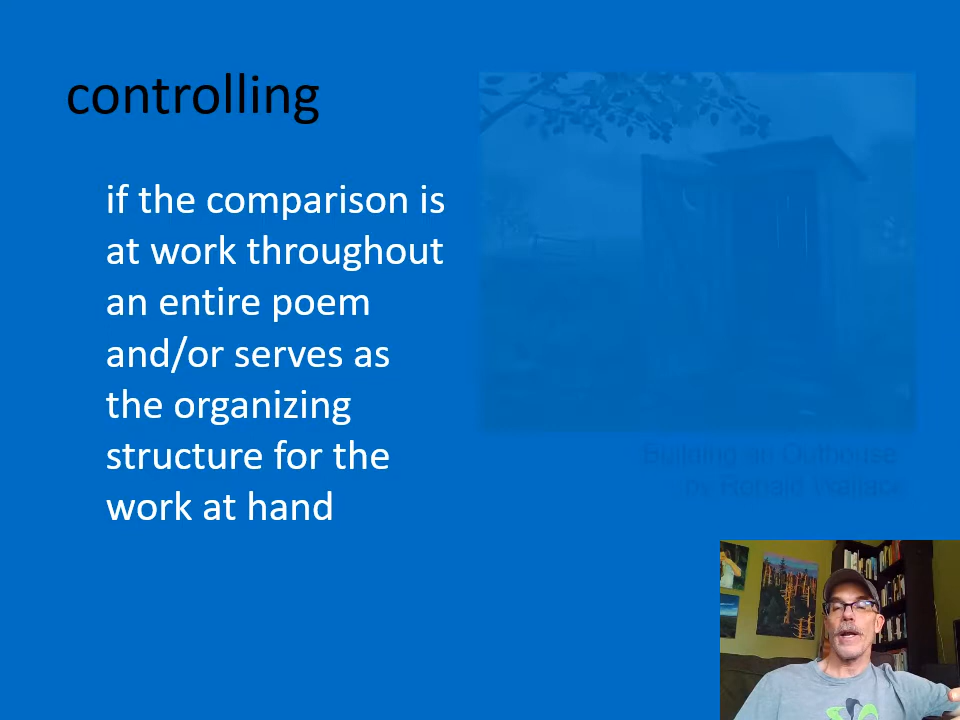 controlling
if the comparison is
at work throughout
an entire poem
and/or serves as
the organizing
structure for the
work at hand
Building an Outhouse
by Ronald Wallace